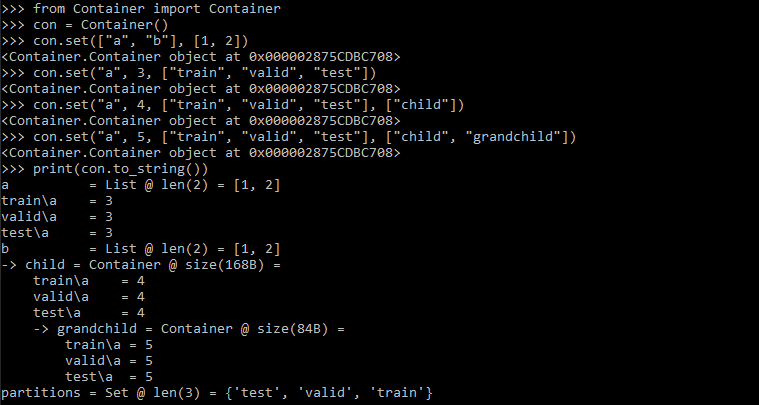 >>> from Container import Container
>>> con = Container()
>>> con.set(["a", "b"], [1, 2])
<Container.Container object at 0x000002875CDBC708>
>>> con.set("a", 3, ["train", "valid", "test"])
<Container.Container object at 0x000002875CDBC708>
>>> con.set("a", 4, ["train", "valid", "test"], ["child"])
<Container.Container object at 0x000002875CDBC708>
>>> con.set("a", 5, ["train", "valid", "test"], ["child", "grandchild"])
<Container.Container object at 0x000002875CDBC708>
>>> print(con.to_string())
a          = List @ len(2) = [1, 2]
train\a    = 3
valid\a    = 3
test\a     = 3
b          = List @ len(2) = [1, 2]
-> child = Container @ size(168B) =
    train\a    = 4
    valid\a    = 4
    test\a     = 4
    -> grandchild = Container @ size(84B) =
        train\a = 5
        valid\a = 5
        test\a  = 5
partitions = Set @ len(3) = {'test', 'valid', 'train'}